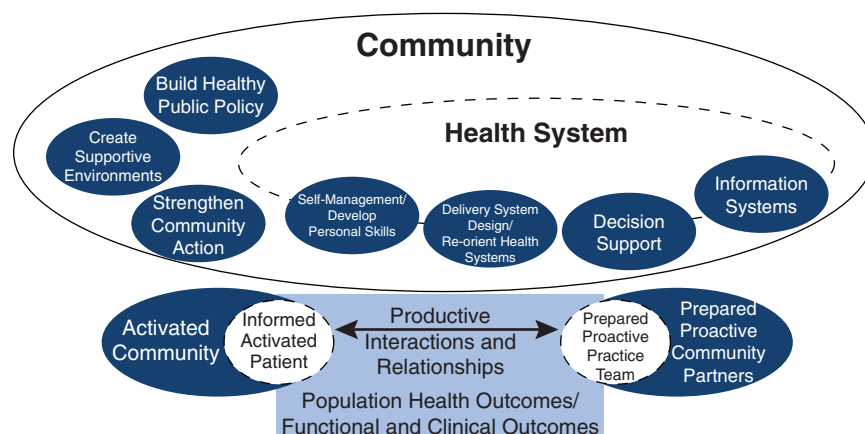 Community
Build Healthy
Public Policy
Health System
Create
Supportive
Environments
Strengthen
Community
Action
Self-Management/
Develop
Personal Skills
Delivery System
Design/
Re-orient Health
Systems
Decision
Support
Information
Systems
Activated
Community
Informed
Activated
Patient
Productive
Interactions and
Relationships
Prepared
Proactive
Practice
Team
Prepared
Proactive
Community
Partners
Population Health Outcomes/
Functional and Clinical Outcomes